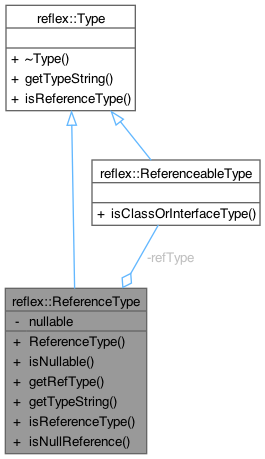 reflex::Type
+ ~Type()
+ getTypeString()
+ isReferenceType()
reflex::ReferenceableType
+ isClassOrInterfaceType()
-refType
reflex::ReferenceType
- nullable
+ ReferenceType()
+ isNullable()
+ getRefType()
+ getTypeString()
+ isReferenceType()
+ isNullReference()